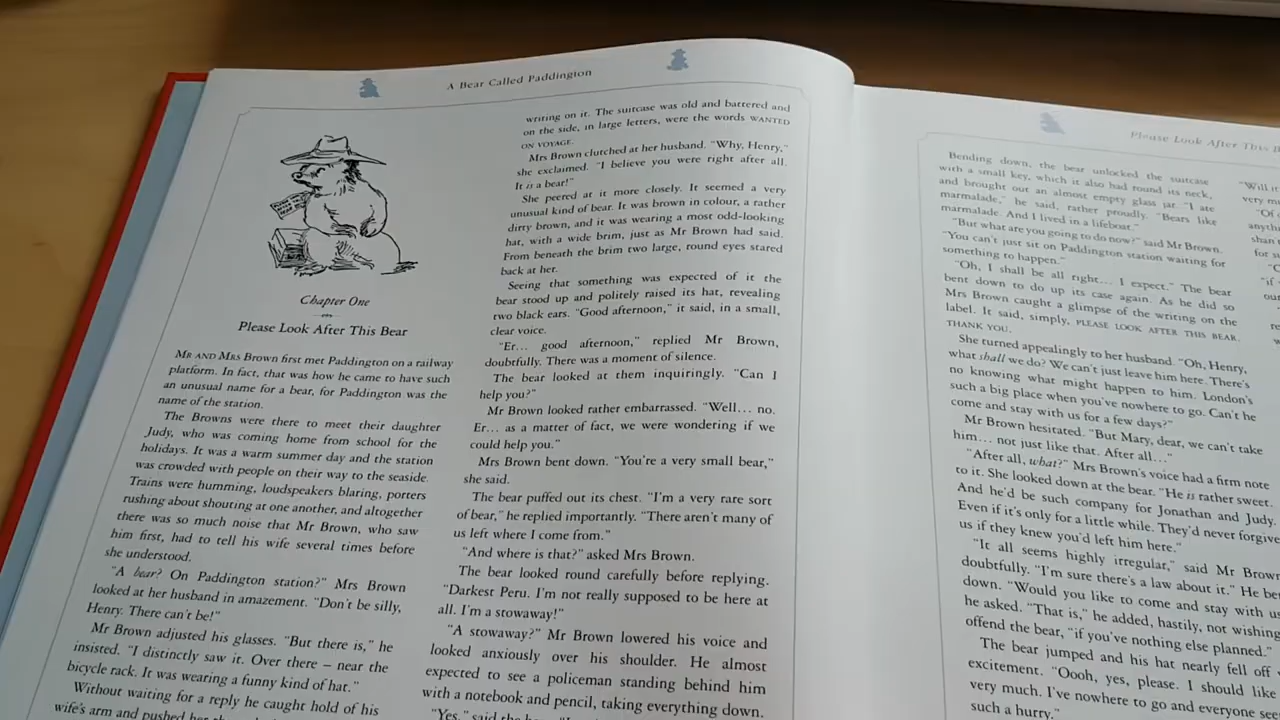 A Bear Called Paddington
Chapter One
Please Look After This Bear
MR AND MRS Brown first met Paddington on a railway
platform. In fact, that was how he came to have such
an unusual name for a bear, for Paddington was the
name of the station.
The Browns were there to meet their daughter
Judy, who was coming home from school for the
holidays. It was a warm summer day and the station
was crowded with people on their way to the seaside.
Trains were humming, loudspeakers blaring, porters
rushing about shouting at one another, and altogether
there was so much noise that Mr Brown, who saw
him first, had to tell his wife several times before
she understood.
"A bear? On Paddington station?" Mrs Brown
looked at her husband in amazement. "Don't be silly,
Henry. There can't be!"
Mr Brown adjusted his glasses. "But there is," he
insisted. "I distinctly saw it. Over there – near the
bicycle rack. It was wearing a funny kind of hat."
Without waiting for a reply he caught hold of his
wife's arm and pushed her
writing on it. The suitcase was old and battered and
on the side, in large letters, were the words WANTED
ON VOYAGE.
Mrs Brown clutched at her husband. "Why, Henry,"
she exclaimed. "I believe you were right after all.
It is a bear!"
She peered at it more closely. It seemed a very
unusual kind of bear. It was brown in colour, a rather
dirty brown, and it was wearing a most odd-looking
hat, with a wide brim, just as Mr Brown had said.
From beneath the brim two large, round eyes stared
back at her.
Seeing that something was expected of it the
bear stood up and politely raised its hat, revealing
two black ears. "Good afternoon," it said, in a small,
clear voice.
"Er... good afternoon," replied Mr Brown,
doubtfully. There was a moment of silence.
The bear looked at them inquiringly. "Can I
help you?"
Mr Brown looked rather embarrassed. "Well... no.
Er... as a matter of fact, we were wondering if we
could help you."
Mrs Brown bent down. "You're a very small bear,"
she said.
The bear puffed out its chest. "I'm a very rare sort
of bear," he replied importantly. "There aren't many of
us left where I come from."
"And where is that?" asked Mrs Brown.
The bear looked round carefully before replying.
"Darkest Peru. I'm not really supposed to be here at
all. I'm a stowaway!"
"A stowaway?" Mr Brown lowered his voice and
looked anxiously over his shoulder. He almost
expected to see a policeman standing behind him
with a notebook and pencil, taking everything down.
"Yes," said the
Please Look After This
Bending down, the bear unlocked the suitcase
with a small key, which it also had round its neck,
and brought out an almost empty glass jar. "I ate
marmalade," he said, rather proudly. "Bears like
marmalade. And I lived in a lifeboat."
"But what are you going to do now?" said Mr Brown.
"You can't just sit on Paddington station waiting for
something to happen."
"Oh, I shall be all right... I expect." The bear
bent down to do up its case again. As he did so
Mrs Brown caught a glimpse of the writing on the
label. It said, simply, PLEASE LOOK AFTER THIS BEAR.
THANK YOU.
She turned appealingly to her husband. "Oh, Henry,
what shall we do? We can't just leave him here. There's
no knowing what might happen to him. London's
such a big place when you've nowhere to go. Can't he
come and stay with us for a few days?"
Mr Brown hesitated. "But Mary, dear, we can't take
him... not just like that. After all..."
"After all, what?" Mrs Brown's voice had a firm note
to it. She looked down at the bear. "He is rather sweet.
And he'd be such company for Jonathan and Judy.
Even if it's only for a little while. They'd never forgive
us if they knew you'd left him here."
"It all seems highly irregular," said Mr Brown
doubtfully. "I'm sure there's a law about it." He
down. "Would you like to come and stay with us
he asked. "That is," he added, hastily, not wishing
offend the bear, "if you've nothing else planned."
The bear jumped and his hat nearly fell off
excitement. "Oooh, yes, please. I should like
very much. I've nowhere to go and everyone
such a hurry."